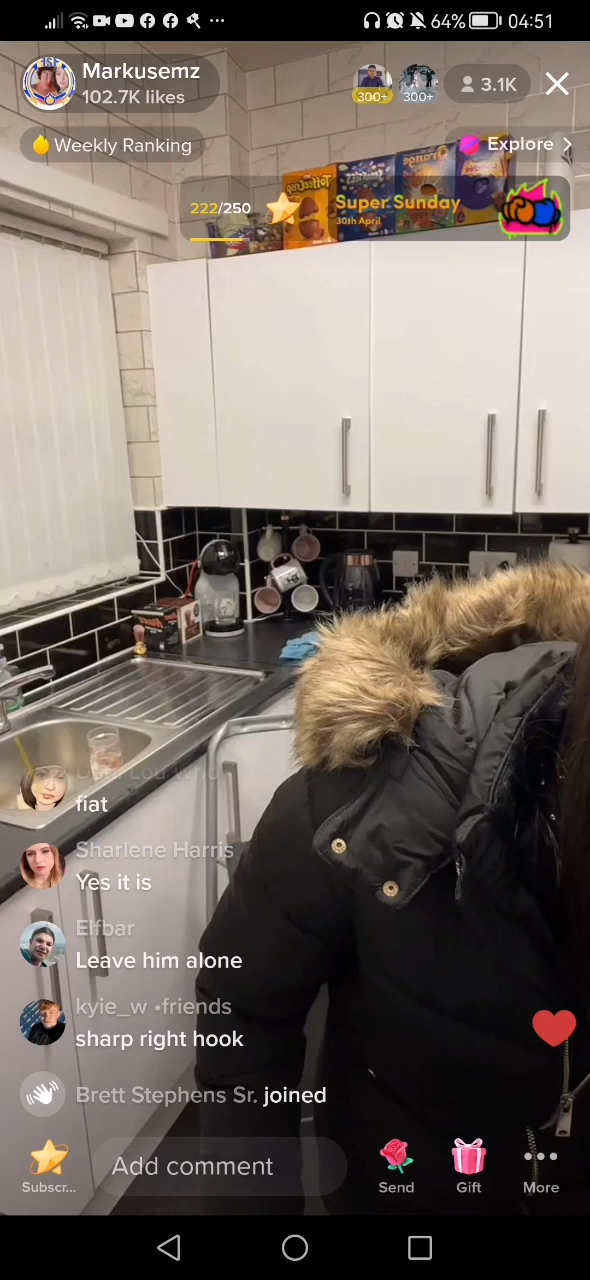 64% 04:51
Markusemz
102.7K likes
300+
300+
3.1K
Weekly Ranking
Explore
222/250
Super Sunday
30th April
ToffeeCrisp
Orange
fiat
Sharlene Harris
Yes it is
Elfbar
Leave him alone
kyie_w •friends
sharp right hook
Brett Stephens Sr. joined
Add comment
Subscr...
Send
Gift
More